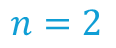 n = 2